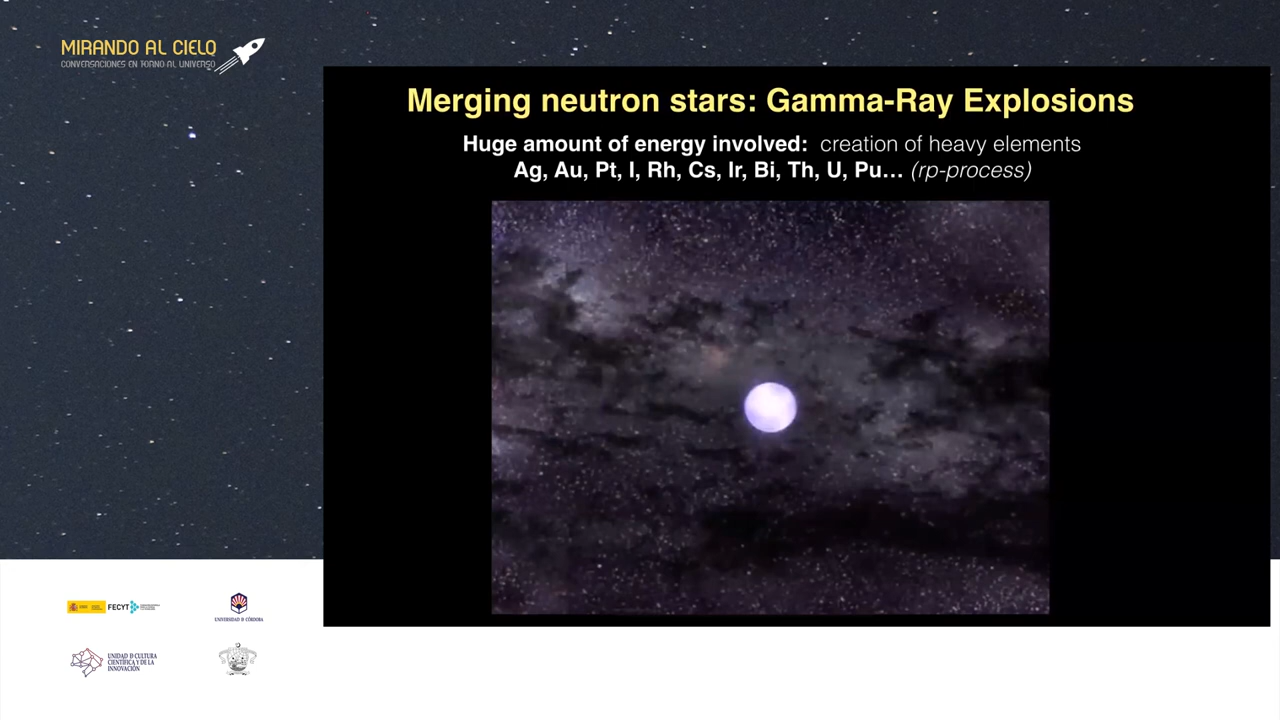 MIRANDO AL CIELO
CONVERSACIONES EN TORNO AL UNIVERSO
Merging neutron stars: Gamma-Ray Explosions
Huge amount of energy involved: creation of heavy elements
Ag, Au, Pt, I, Rh, Cs, Ir, Bi, Th, U, Pu... (rp-process)
FECYT
UNIVERSIDAD D CÓRDOBA
UNIDAD D CULTURA
CIENTÍFICA Y DE LA
INNOVACIÓN